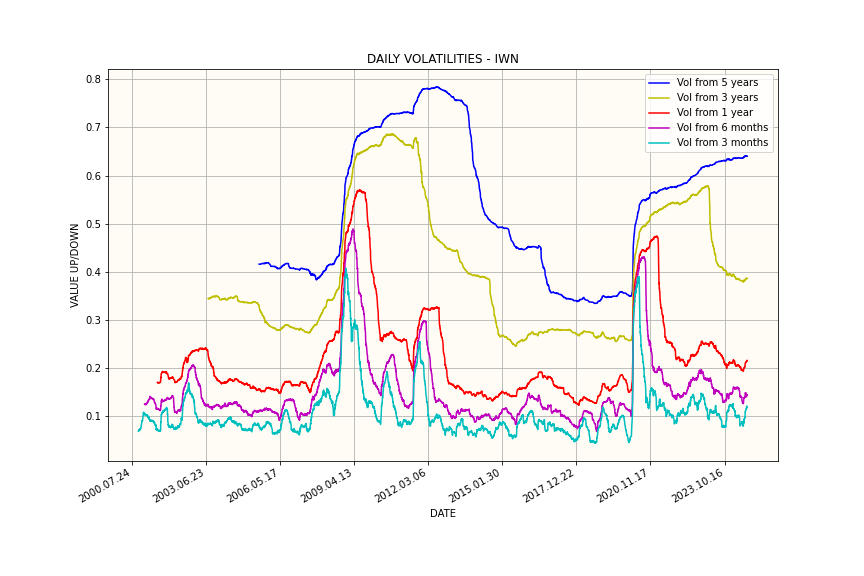 DAILY VOLATILITIES - IWN
VALUE UP/DOWN
0.8
0.7
0.6
0.5
0.4
0.3
0.2
0.1
Vol from 5 years
Vol from 3 years
Vol from 1 year
Vol from 6 months
Vol from 3 months
2000.07.24
2003.06.23
2006.05.17
2009.04.13
2012.03.06
2015.01.30
2017.12.22
2020.11.17
2023.10.16
DATE